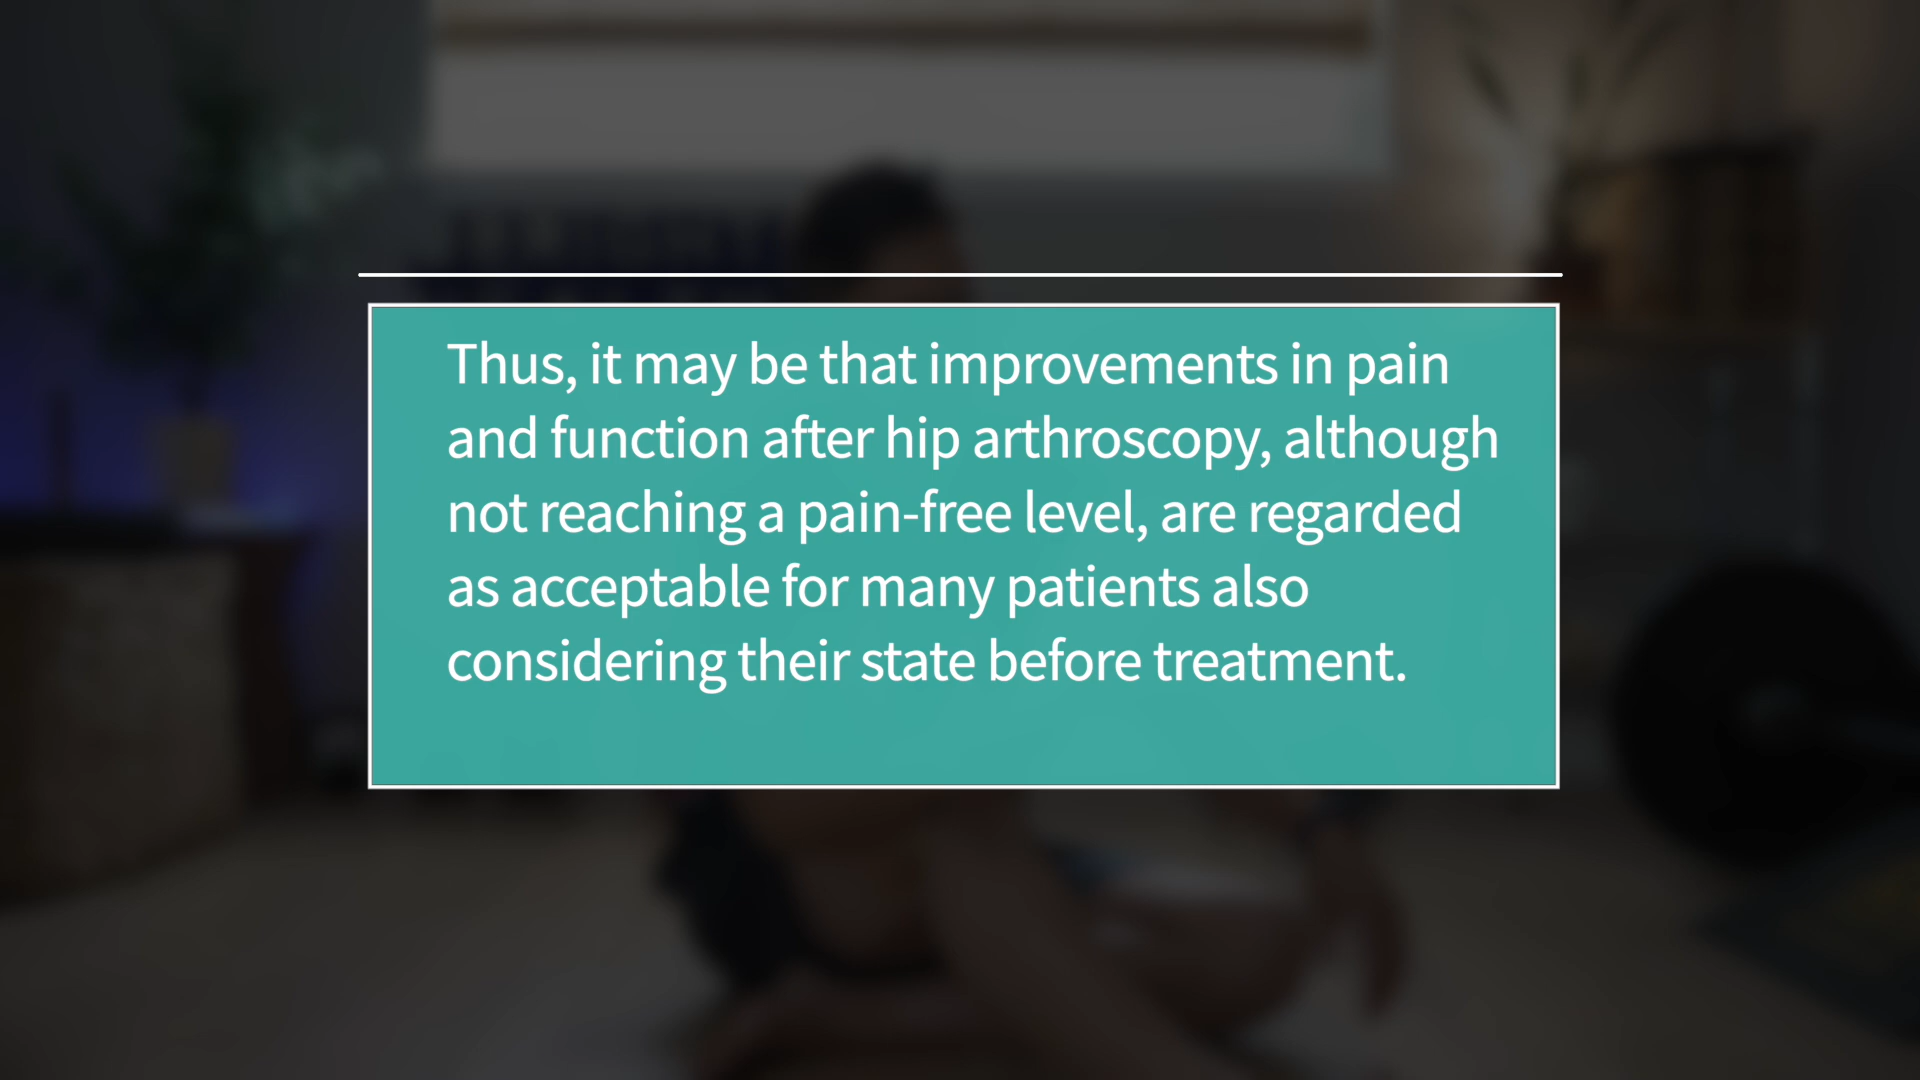 Thus, it may be that improvements in pain
and function after hip arthroscopy, although
not reaching a pain-free level, are regarded
as acceptable for many patients also
considering their state before treatment.